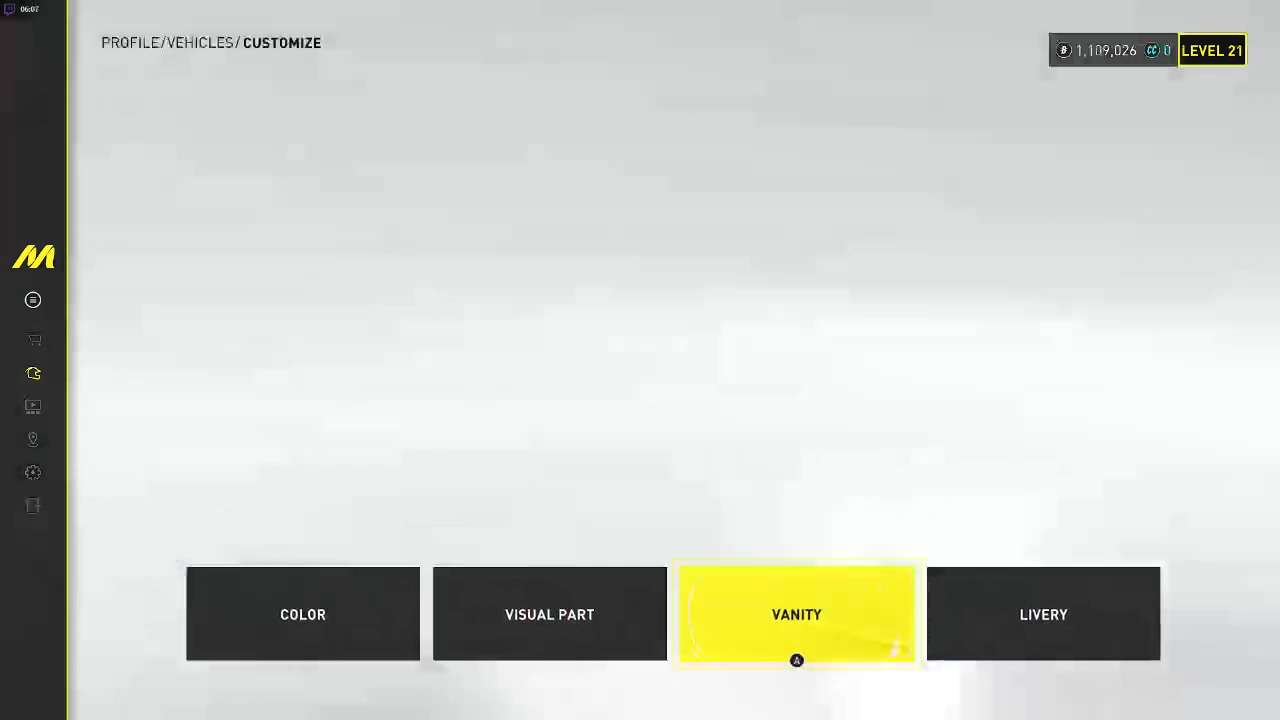 06:07
PROFILE/VEHICLES/CUSTOMIZE
1,109,026 0 LEVEL 21
COLOR
VISUAL PART
VANITY
LIVERY
A